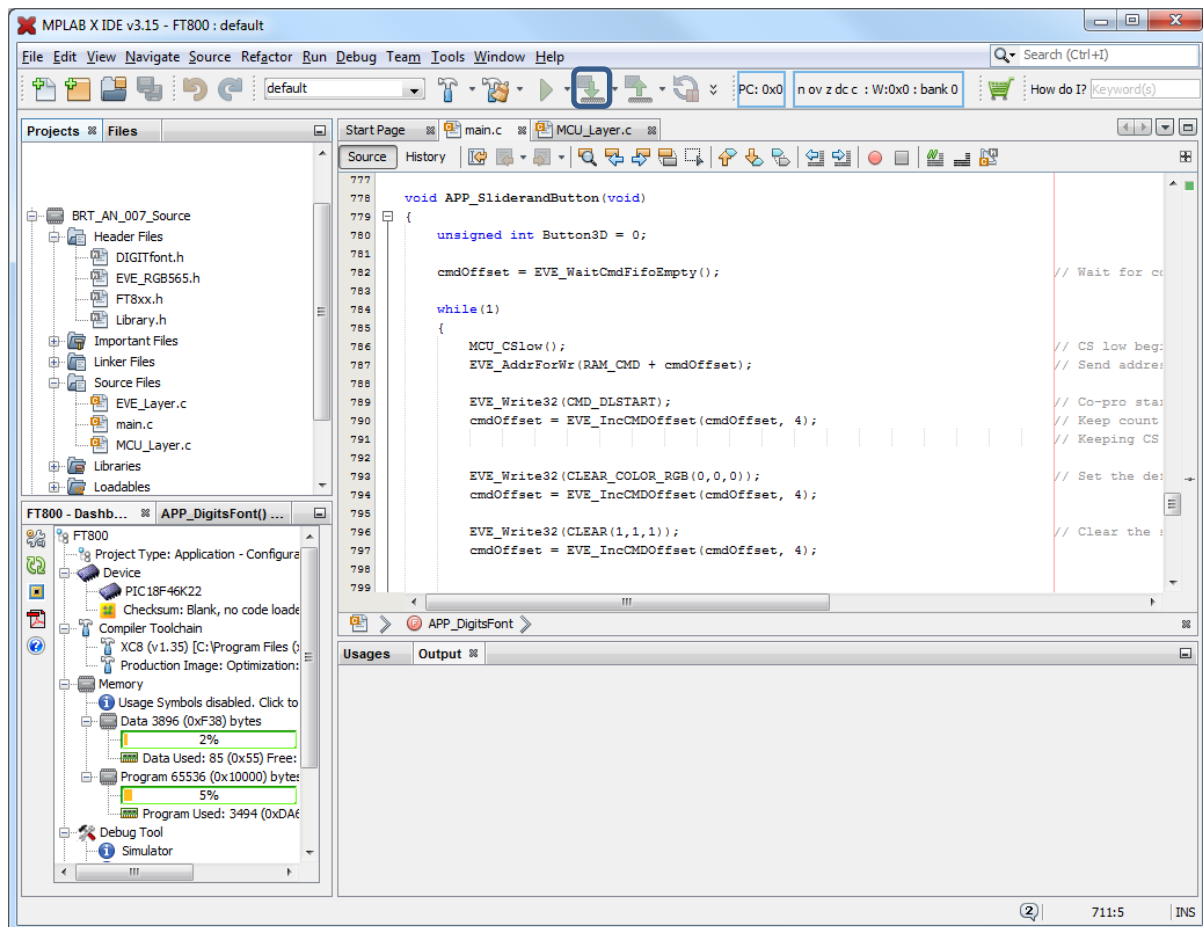 MPLAB X IDE v3.15 - FT800 : default
File Edit View Navigate Source Refactor Run Debug Team Tools Window Help
Search (Ctrl+I)
default
PC: 0x0
n ov z dc c : W:0x0 : bank 0
How do I? Keyword(s)
Projects Files
Start Page main.c MCU_Layer.c
Source History
BRT_AN_007_Source
Header Files
DIGITfont.h
EVE_RGB565.h
FT8xx.h
Library.h
Important Files
Linker Files
Source Files
EVE_Layer.c
main.c
MCU_Layer.c
Libraries
Loadables
777
778 void APP_SliderandButton(void)
779 {
780 unsigned int Button3D = 0;
781
782 cmdOffset = EVE_WaitCmdFifoEmpty(); // Wait for co
783
784 while(1)
785 {
786 MCU_CSlow(); // CS low begi
787 EVE_AddrForWr(RAM_CMD + cmdOffset); // Send addres
788
789 EVE_Write32(CMD_DLSTART); // Co-pro star
790 cmdOffset = EVE_IncCMDOffset(cmdOffset, 4); // Keep count
791 // Keeping CS
792
793 EVE_Write32(CLEAR_COLOR_RGB(0,0,0)); // Set the def
794 cmdOffset = EVE_IncCMDOffset(cmdOffset, 4);
795
796 EVE_Write32(CLEAR(1,1,1)); // Clear the s
797 cmdOffset = EVE_IncCMDOffset(cmdOffset, 4);
798
799
APP_DigitsFont
FT800 - Dashb... APP_DigitsFont() ...
FT800
Project Type: Application - Configura
Device
PIC18F46K22
Checksum: Blank, no code loade
Compiler Toolchain
XC8 (v1.35) [C:\Program Files (x
Production Image: Optimization:
Memory
Usage Symbols disabled. Click to
Data 3896 (0xF38) bytes
2%
Data Used: 85 (0x55) Free:
Program 65536 (0x10000) bytes
5%
Program Used: 3494 (0xDA6
Debug Tool
Simulator
Usages Output
2 711:5 INS